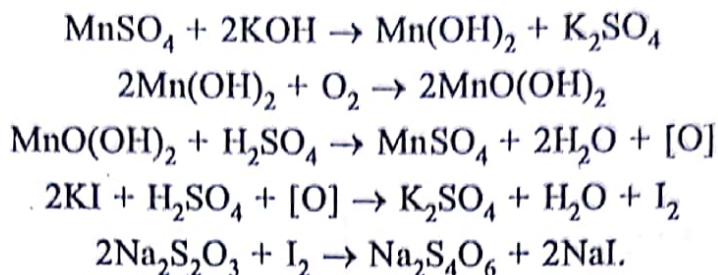 MnSO₄ + 2KOH → Mn(OH)₂ + K₂SO₄
2Mn(OH)₂ + O₂ → 2MnO(OH)₂
MnO(OH)₂ + H₂SO₄ → MnSO₄ + 2H₂O + [O]
2KI + H₂SO₄ + [O] → K₂SO₄ + H₂O + I₂
2Na₂S₂O₃ + I₂ → Na₂S₄O₆ + 2NaI.